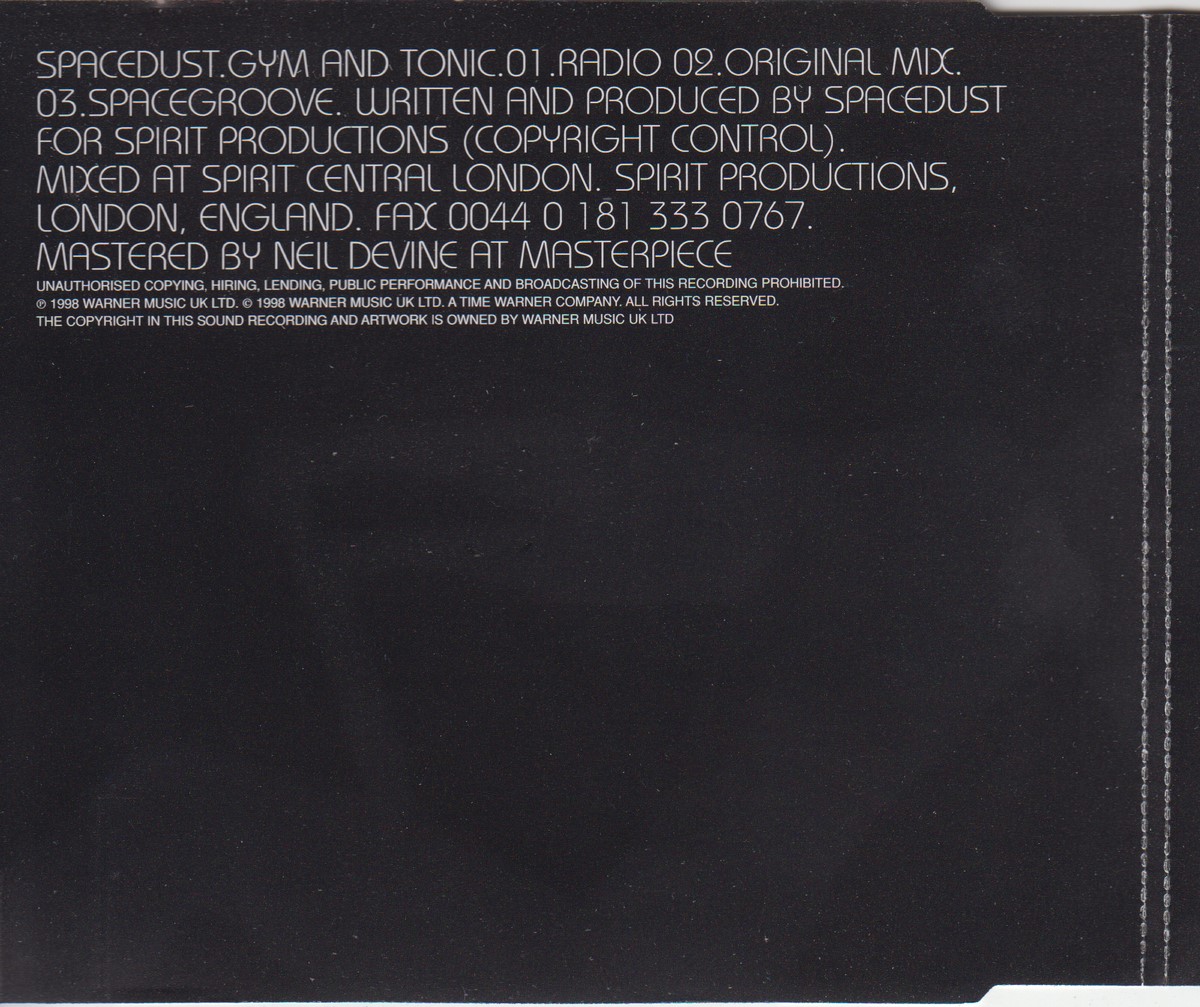 SPACEDUST.GYM AND TONIC.01.RADIO 02.ORIGINAL MIX.
03.SPACEGROOVE. WRITTEN AND PRODUCED BY SPACEDUST
FOR SPIRIT PRODUCTIONS (COPYRIGHT CONTROL).
MIXED AT SPIRIT CENTRAL LONDON. SPIRIT PRODUCTIONS,
LONDON, ENGLAND. FAX 0044 0 181 333 0767.
MASTERED BY NEIL DEVINE AT MASTERPIECE
UNAUTHORISED COPYING, HIRING, LENDING, PUBLIC PERFORMANCE AND BROADCASTING OF THIS RECORDING PROHIBITED.
℗ 1998 WARNER MUSIC UK LTD. © 1998 WARNER MUSIC UK LTD. A TIME WARNER COMPANY. ALL RIGHTS RESERVED.
THE COPYRIGHT IN THIS SOUND RECORDING AND ARTWORK IS OWNED BY WARNER MUSIC UK LTD